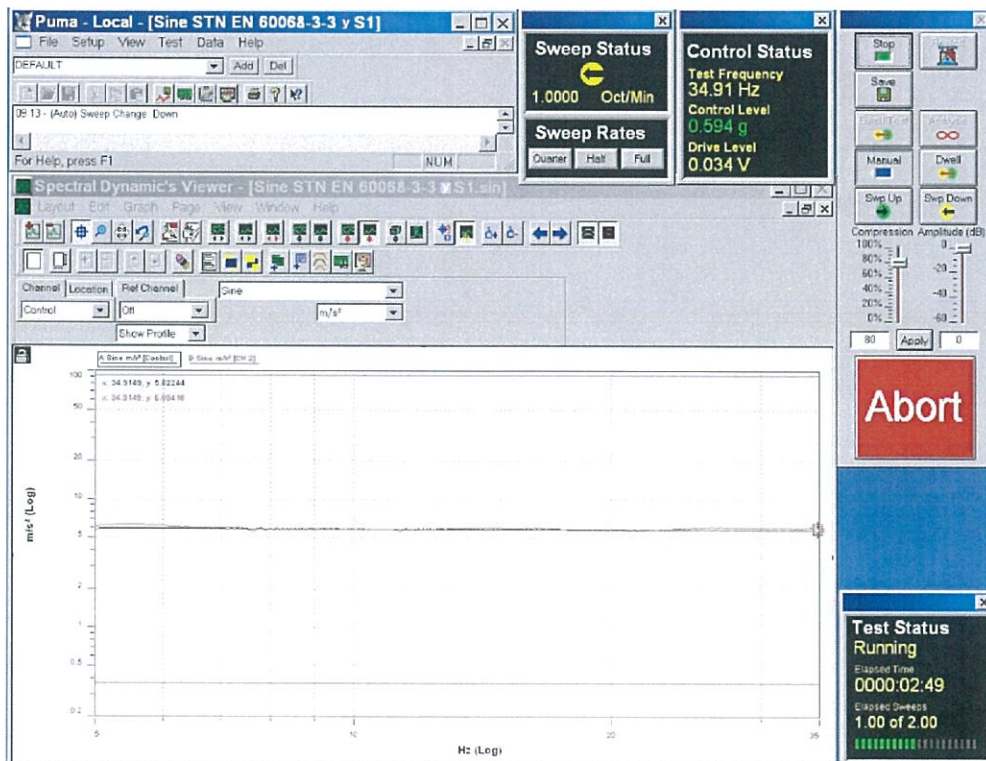 Puma - Local - [Sine STN EN 60068-3-3 y S1]
File Setup View Test Data Help
DEFAULT
Add Del
09:13 - (Auto) Sweep Change Down
For Help, press F1
NUM
Sweep Status
1.0000 Oct/Min
Sweep Rates
Quarter Half Full
Control Status
Test Frequency
34.91 Hz
Control Level
0.594 g
Drive Level
0.034 V
Stop
Save
Manual Dwell
Swp Up Swp Down
Compression Amplitude (dB)
100% 0
80%
-20
60%
40%
-40
20%
0% -60
80 Apply 0
Abort
Spectral Dynamic's Viewer - [Sine STN EN 60068-3-3 y S1.sin]
Layout Edit Graph Page View Window Help
Channel Location Ref Channel Sine
Control Off m/s²
Show Profile
A Sine m/s² [Control] B Sine m/s² [CH 2]
x: 34.9149, y: 5.82244
100
50
20
10
5
2
1
0.5
0.2
m/s² (Log)
5 10 20 35
Hz (Log)
Test Status
Running
Elapsed Time
0000:02:49
Elapsed Sweeps
1.00 of 2.00